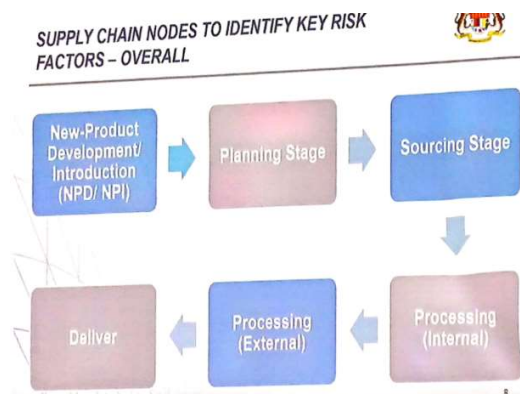 SUPPLY CHAIN NODES TO IDENTIFY KEY RISK
FACTORS – OVERALL
New-Product
Development/
Introduction
(NPD/ NPI)
Planning Stage
Sourcing Stage
Processing
(Internal)
Processing
(External)
Deliver